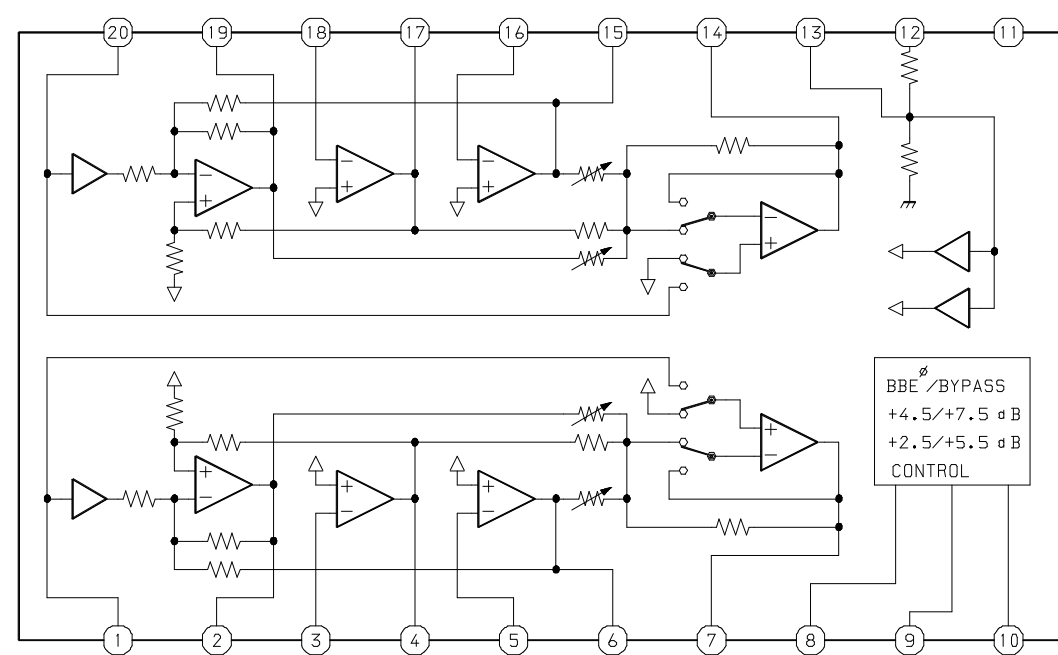 20 19 18 17 16 15 14 13 12 11
− + − + − + − +
BBE ø/BYPASS
+4.5/+7.5 dB
+2.5/+5.5 dB
CONTROL
+ − + − + − + −
1 2 3 4 5 6 7 8 9 10